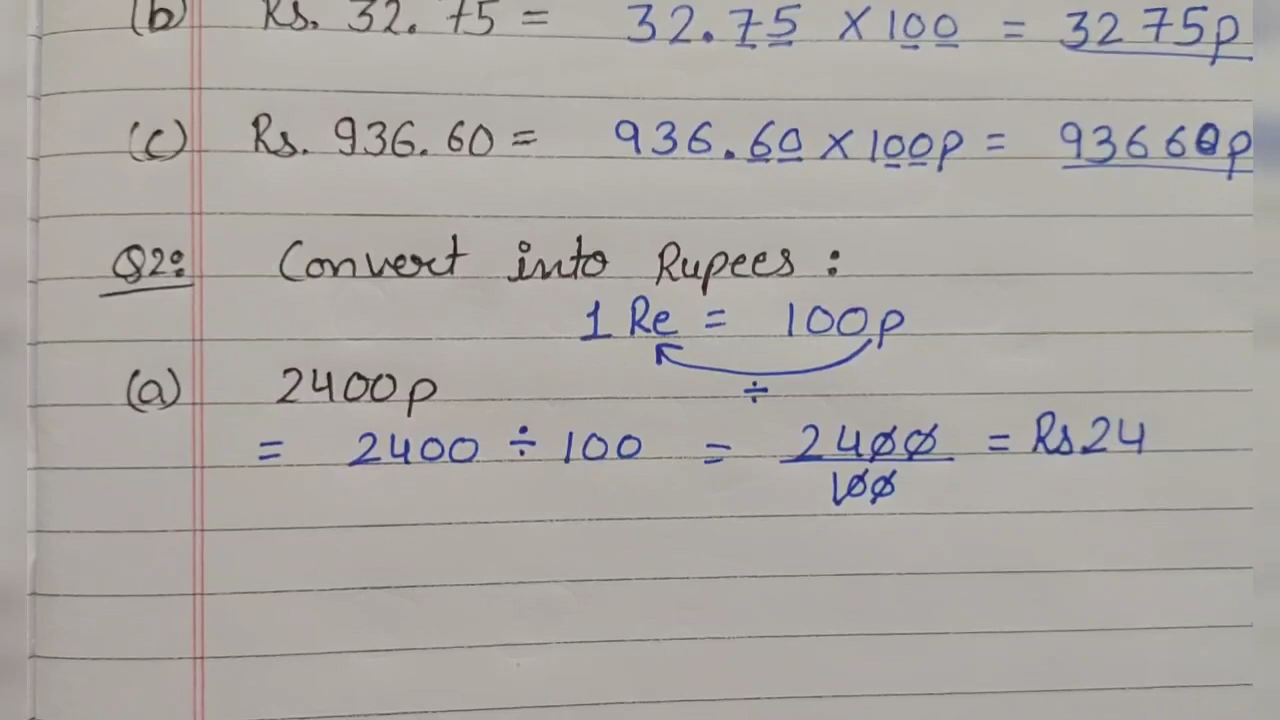 (b) Rs. 32.75 = 32.75 X 100 = 3275p
(c) Rs. 936.60 = 936.60 X 100p = 93660p
Q2: Convert into Rupees :
1 Re = 100p
÷
(a) 2400p
= 2400 ÷ 100 = 2400/100 = Rs 24